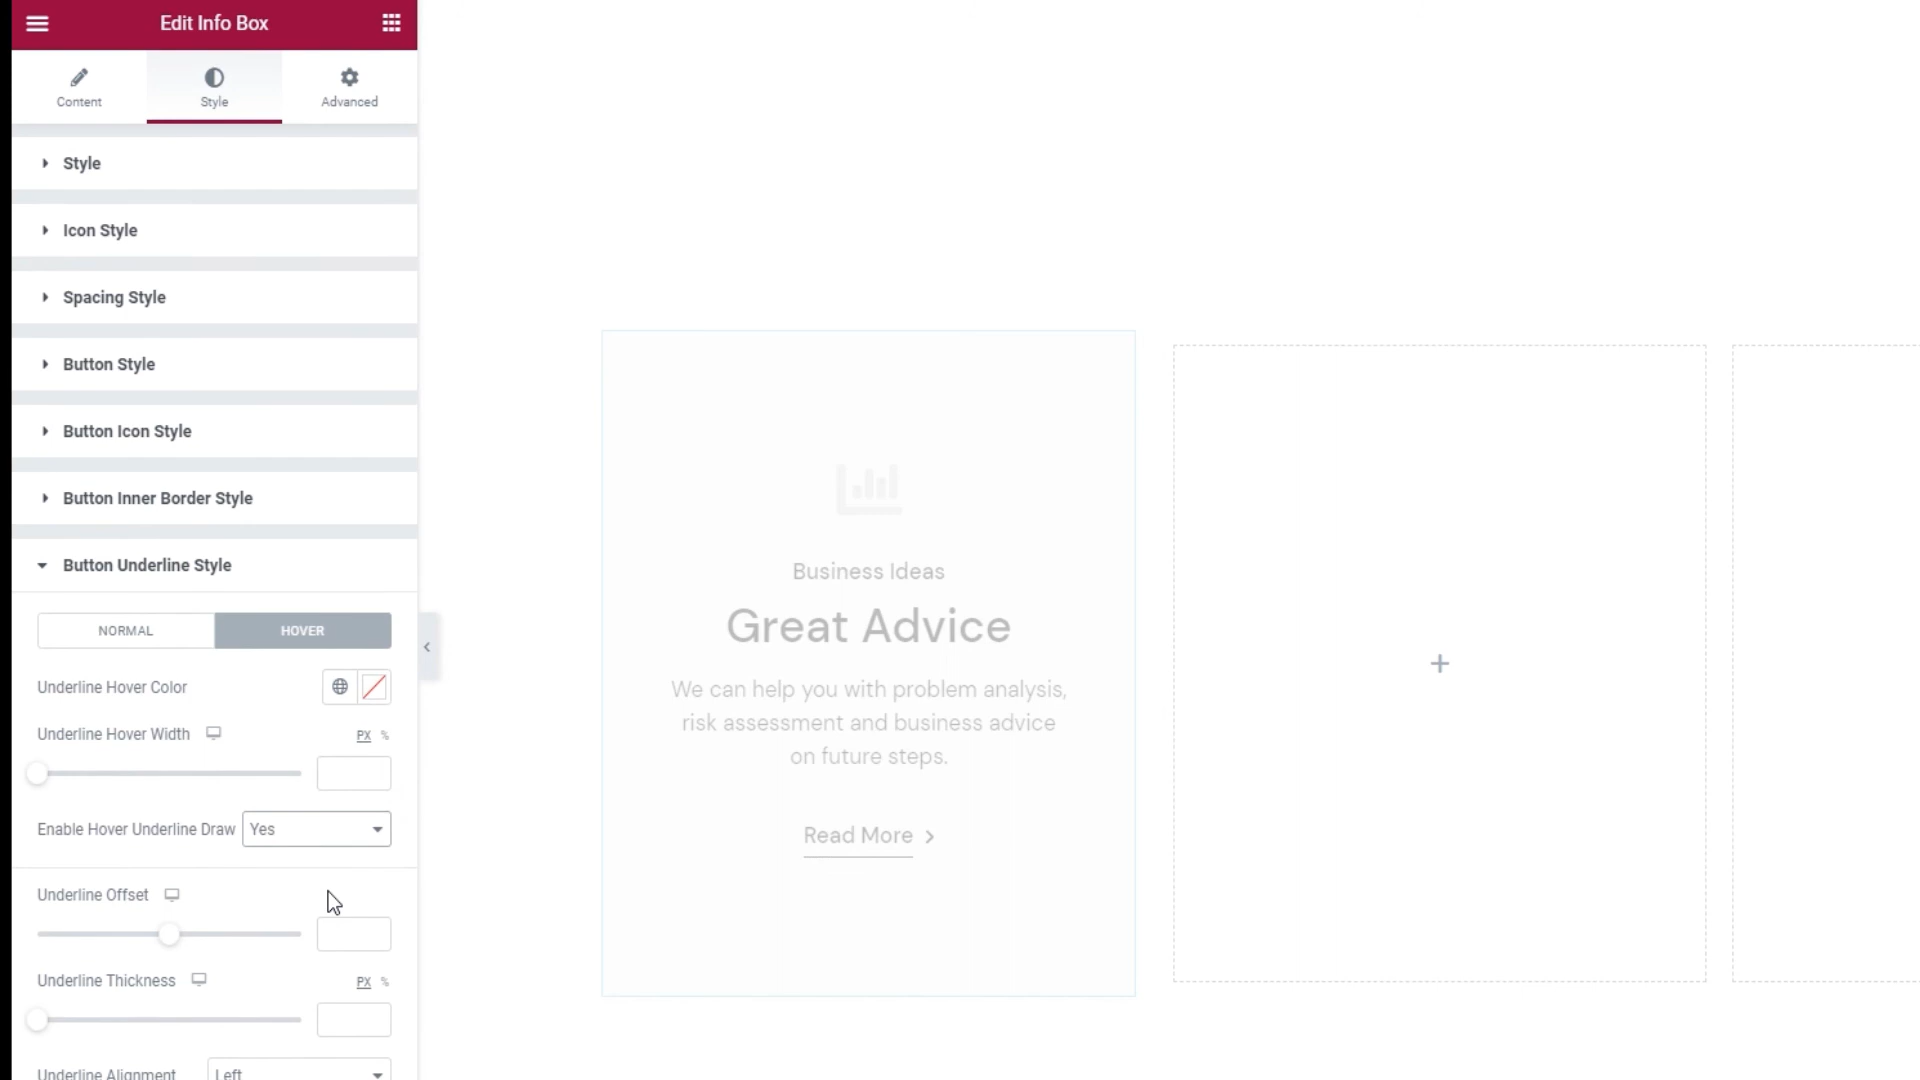 Edit Info Box
Content
Style
Advanced
Style
Icon Style
Spacing Style
Button Style
Button Icon Style
Button Inner Border Style
Button Underline Style
NORMAL
HOVER
Underline Hover Color
Underline Hover Width
PX %
Enable Hover Underline Draw
Yes
Underline Offset
Underline Thickness
PX %
Underline Alignment
Left
Business Ideas
Great Advice
We can help you with problem analysis,
risk assessment and business advice
on future steps.
Read More